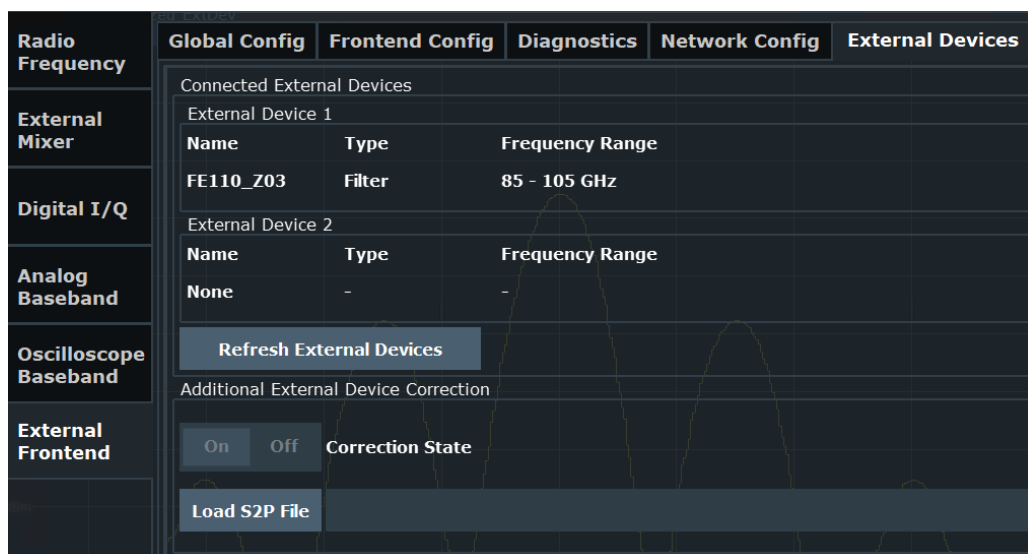 Radio
Frequency
External
Mixer
Digital I/Q
Analog
Baseband
Oscilloscope
Baseband
External
Frontend
Global Config Frontend Config Diagnostics Network Config External Devices
Connected External Devices
External Device 1
Name Type Frequency Range
FE110_Z03 Filter 85 - 105 GHz
External Device 2
Name Type Frequency Range
None - -
Refresh External Devices
Additional External Device Correction
On Off Correction State
Load S2P File